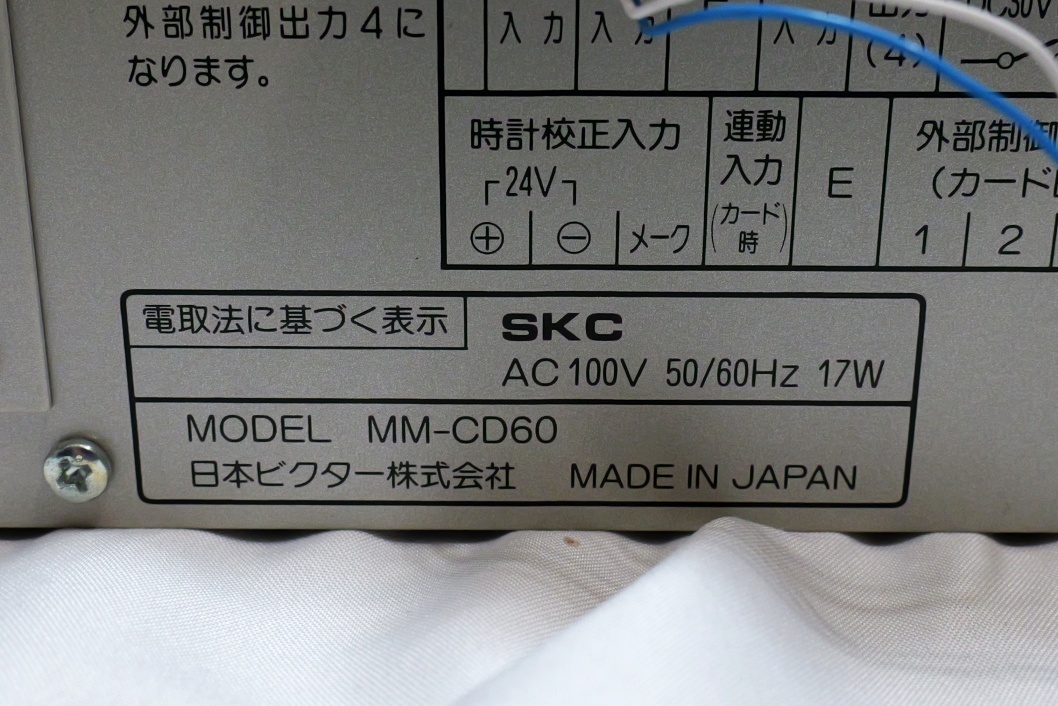 外部制御出力4に
なります。
入力 入力 入力
(4)
時計校正入力
24V
⊕ ⊖ メーク
連動
入力
(カード時)
E
外部制御
(カード
1 2
電取法に基づく表示
SKC
AC 100V 50/60Hz 17W
MODEL MM-CD60
日本ビクター株式会社 MADE IN JAPAN